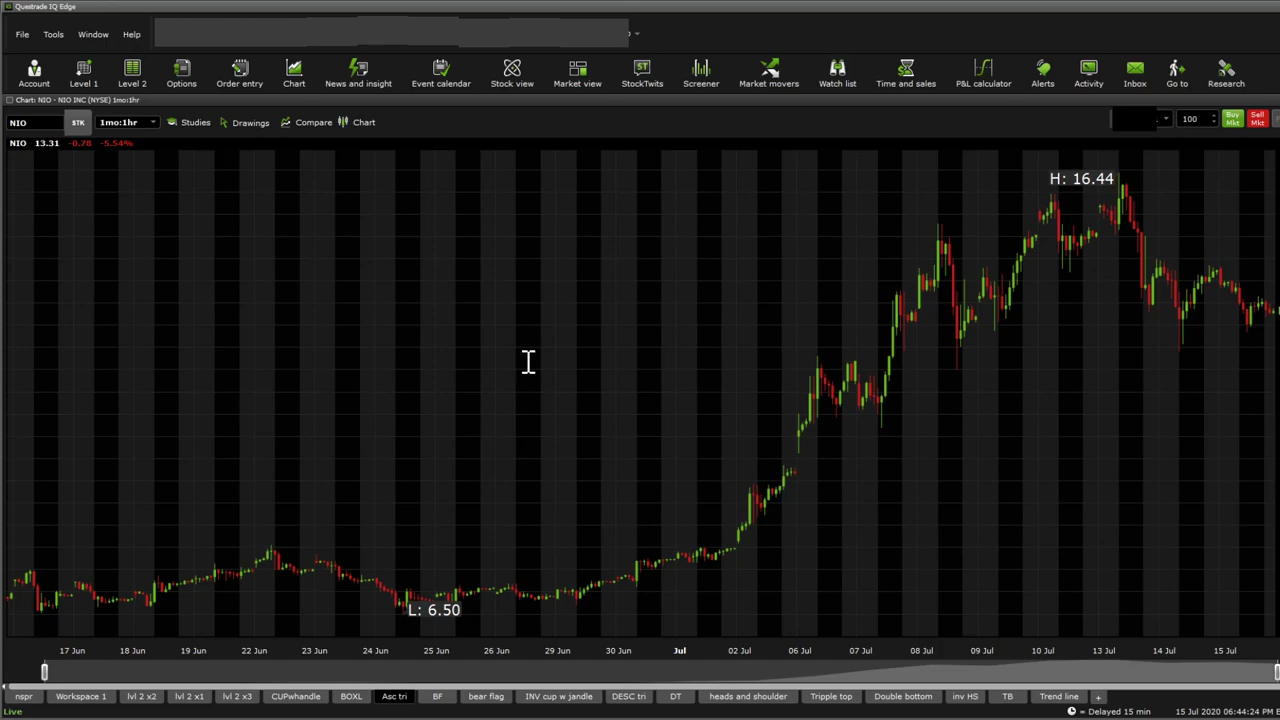 Questrade IQ Edge
File Tools Window Help
Account Level 1 Level 2 Options Order entry Chart News and insight Event calendar Stock view Market view StockTwits Screener Market movers Watch list Time and sales P&L calculator Alerts Activity Inbox Go to Research
Chart: NIO - NIO INC (NYSE) 1mo:1hr
NIO STK 1mo:1hr Studies Drawings Compare Chart 100 Buy Mkt Sell Mkt
NIO 13.31 -0.78 -5.54%
H: 16.44
L: 6.50
17 Jun 18 Jun 19 Jun 22 Jun 23 Jun 24 Jun 25 Jun 26 Jun 29 Jun 30 Jun Jul 02 Jul 06 Jul 07 Jul 08 Jul 09 Jul 10 Jul 13 Jul 14 Jul 15 Jul
nspr Workspace 1 lvl 2 x2 lvl 2 x1 lvl 2 x3 CUPwhandle BOXL Asc tri BF bear flag INV cup w jandle DESC tri DT heads and shoulder Tripple top Double bottom inv HS TB Trend line +
Live = Delayed 15 min 15 Jul 2020 06:44:24 PM E